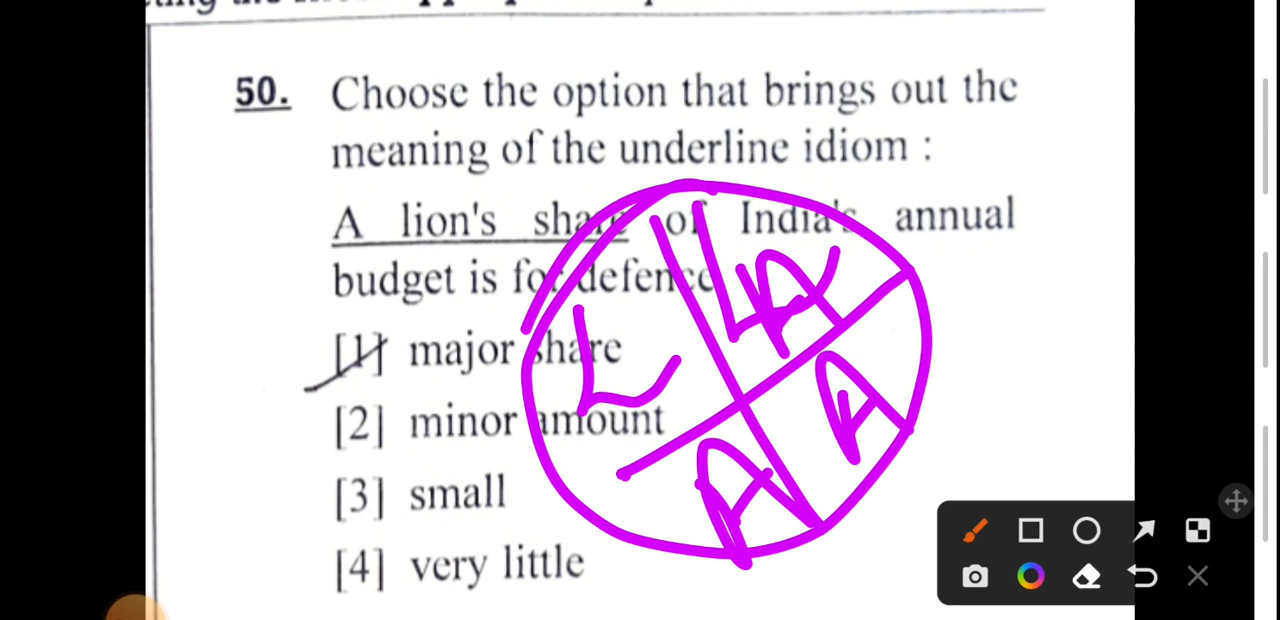 50. Choose the option that brings out the
meaning of the underline idiom :
A lion's share of India's annual
budget is for defence
[1] major share
[2] minor amount
[3] small
[4] very little
L
A
A